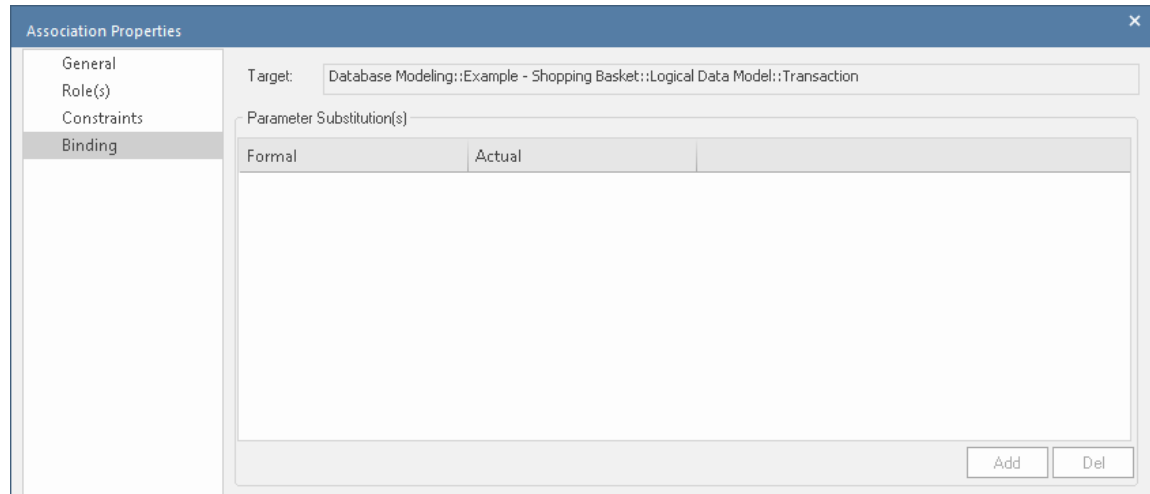 Association Properties
×
General
Role(s)
Constraints
Binding
Target: Database Modeling::Example - Shopping Basket::Logical Data Model::Transaction
Parameter Substitution(s)
Formal Actual
Add Del